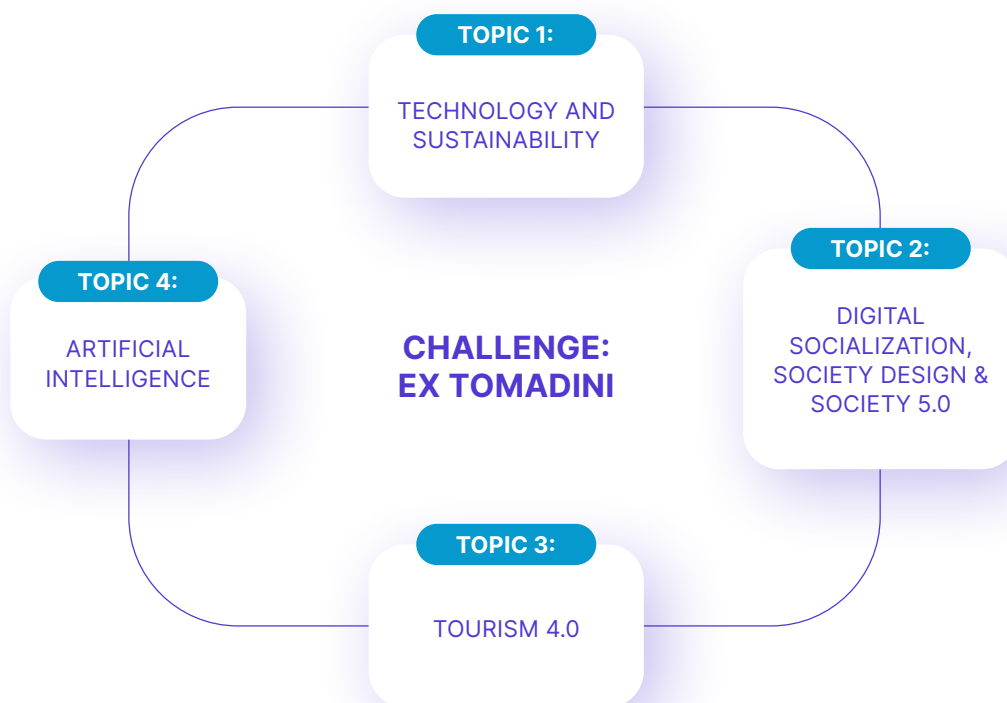 TOPIC 1:
TECHNOLOGY AND
SUSTAINABILITY
TOPIC 2:
DIGITAL
SOCIALIZATION,
SOCIETY DESIGN &
SOCIETY 5.0
TOPIC 4:
ARTIFICIAL
INTELLIGENCE
CHALLENGE:
EX TOMADINI
TOPIC 3:
TOURISM 4.0